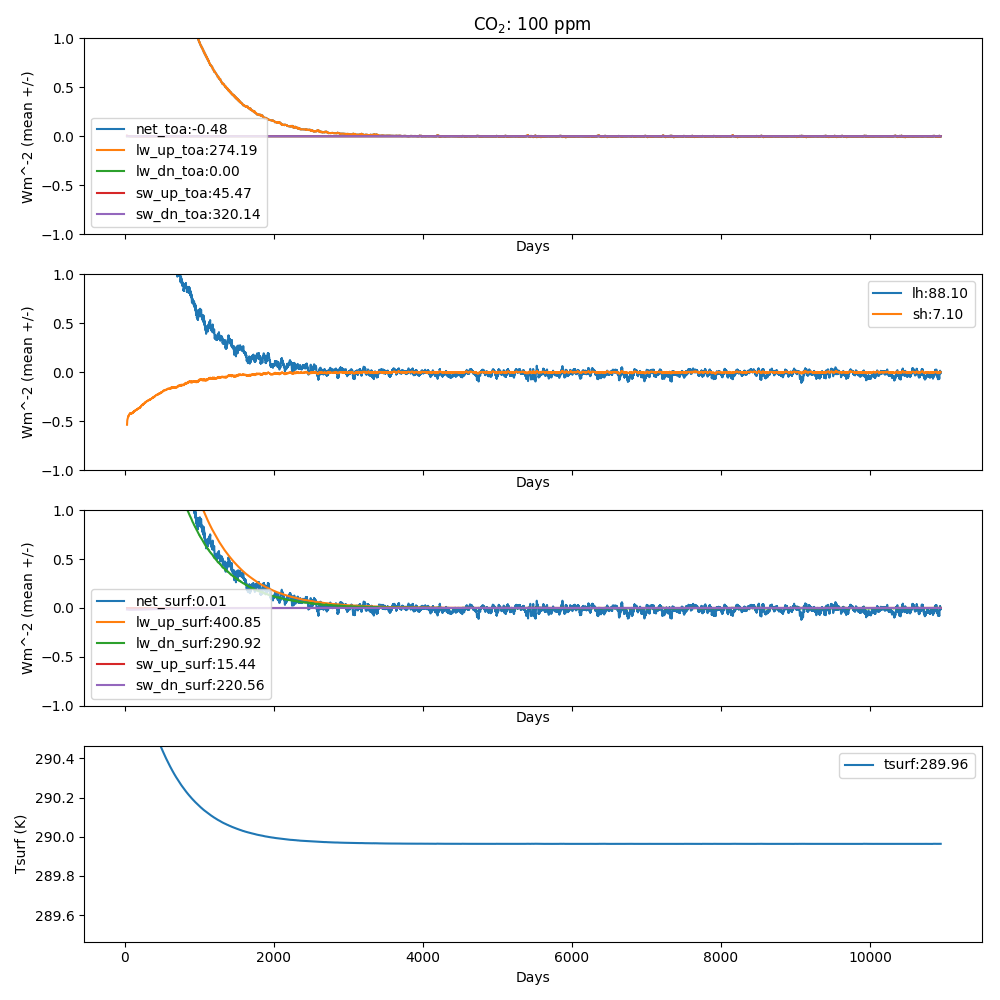 CO₂: 100 ppm
1.0
0.5
0.0
−0.5
−1.0
Wm^-2 (mean +/-)
net_toa:-0.48
lw_up_toa:274.19
lw_dn_toa:0.00
sw_up_toa:45.47
sw_dn_toa:320.14
Days
1.0
0.5
0.0
−0.5
−1.0
Wm^-2 (mean +/-)
lh:88.10
sh:7.10
Days
1.0
0.5
0.0
−0.5
−1.0
Wm^-2 (mean +/-)
net_surf:0.01
lw_up_surf:400.85
lw_dn_surf:290.92
sw_up_surf:15.44
sw_dn_surf:220.56
Days
290.4
290.2
290.0
289.8
289.6
Tsurf (K)
tsurf:289.96
0 2000 4000 6000 8000 10000
Days